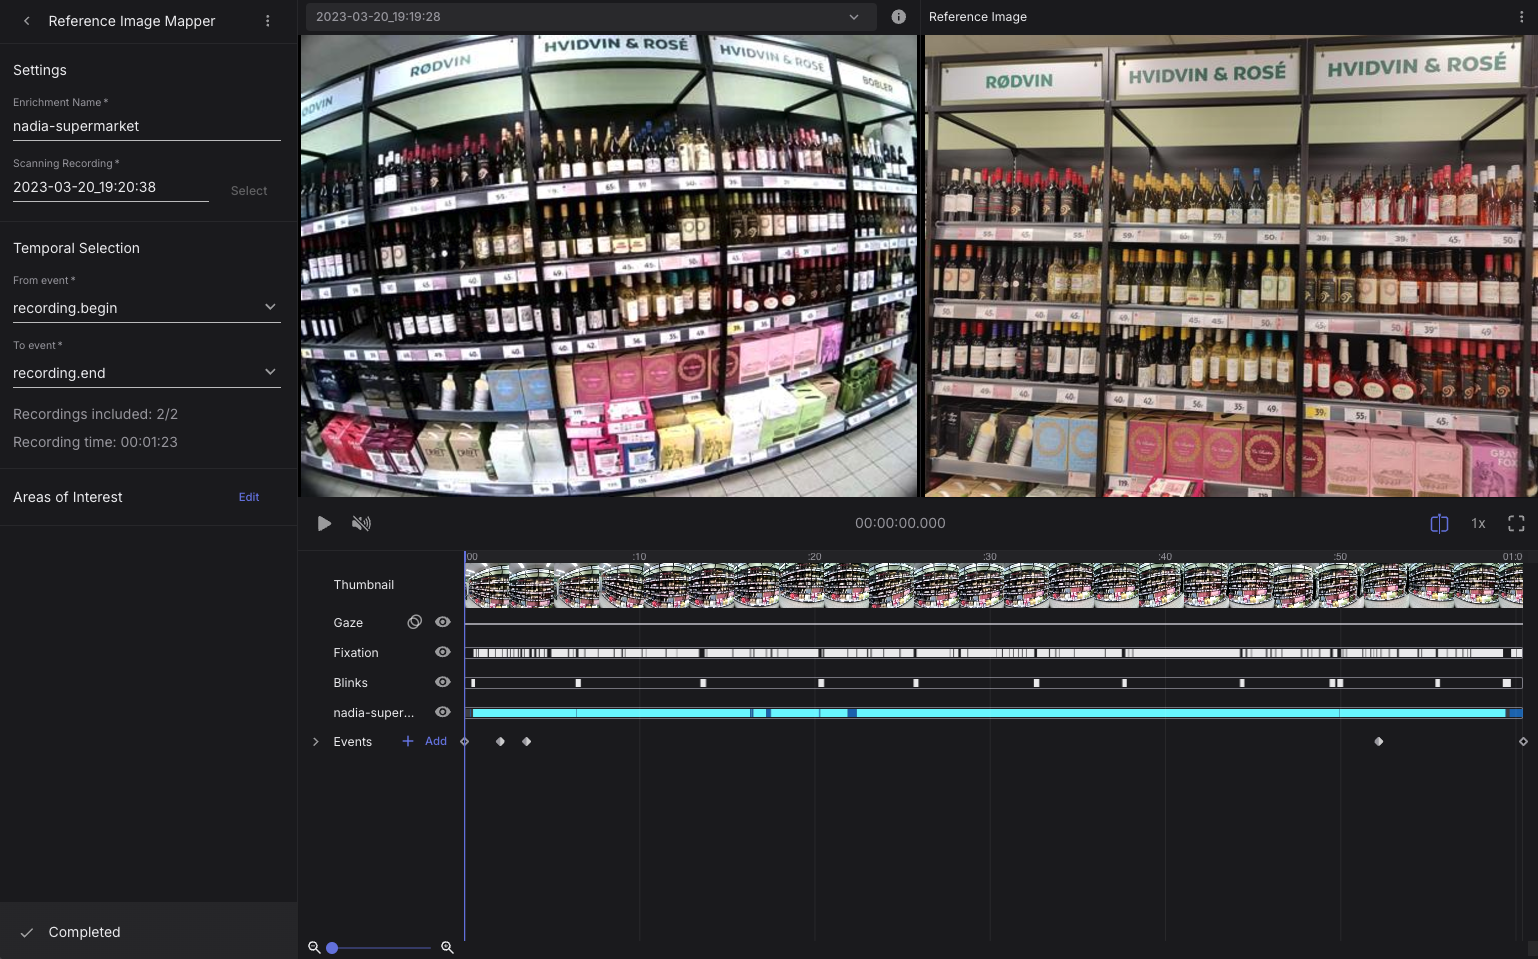 Reference Image Mapper
Settings
Enrichment Name *
nadia-supermarket
Scanning Recording *
2023-03-20_19:20:38
Select
Temporal Selection
From event *
recording.begin
To event *
recording.end
Recordings included: 2/2
Recording time: 00:01:23
Areas of Interest
Edit
Completed
2023-03-20_19:19:28
RØDVIN
HVIDVIN & ROSÉ
HVIDVIN & ROSE
BOBLER
Reference Image
RØDVIN
HVIDVIN & ROSÉ
HVIDVIN & ROSÉ
GRAY
FOX
00:00:00.000
1x
:00
:10
:20
:30
:40
:50
01:0
Thumbnail
Gaze
Fixation
Blinks
nadia-super...
Events
Add